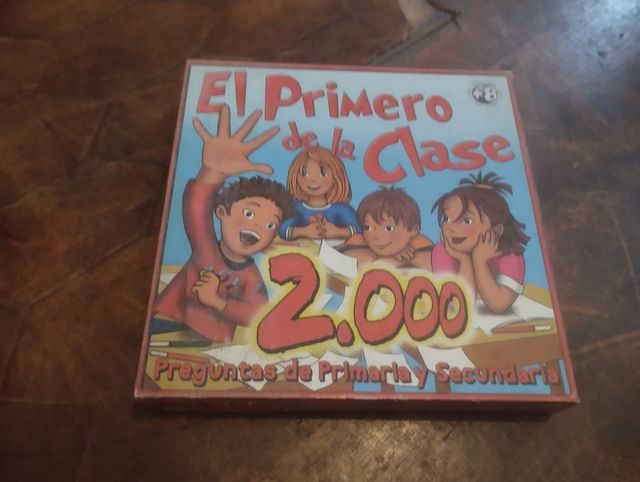 El Primero
de la Clase
+8
2.000
Preguntas de Primaria y Secundaria